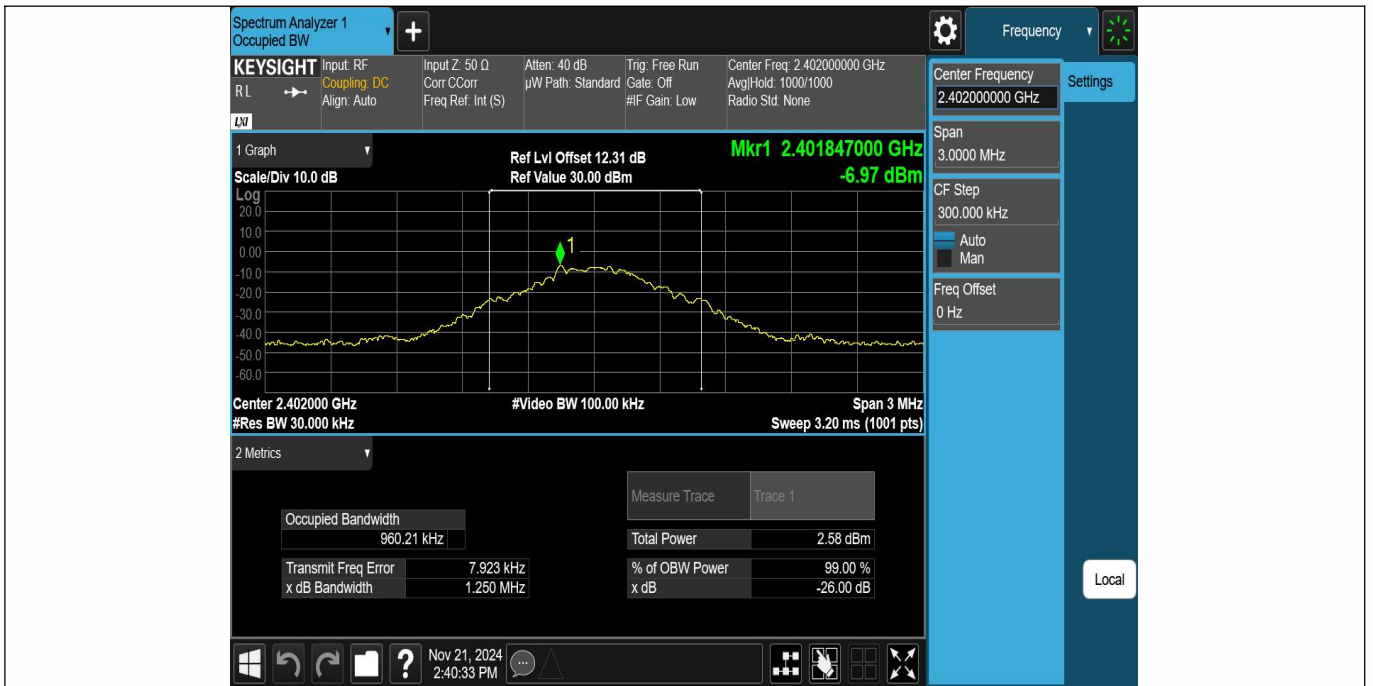 Spectrum Analyzer 1
Occupied BW
Frequency
KEYSIGHT
RL
LXI
Input: RF
Coupling: DC
Align: Auto
Input Z: 50 Ω
Corr CCorr
Freq Ref: Int (S)
Atten: 40 dB
µW Path: Standard
Trig: Free Run
Gate: Off
#IF Gain: Low
Center Freq: 2.402000000 GHz
Avg|Hold: 1000/1000
Radio Std: None
Center Frequency
2.402000000 GHz
Settings
Span
3.0000 MHz
CF Step
300.000 kHz
Auto
Man
Freq Offset
0 Hz
Local
1 Graph
Scale/Div 10.0 dB
Ref Lvl Offset 12.31 dB
Ref Value 30.00 dBm
Mkr1 2.401847000 GHz
-6.97 dBm
Log
20.0
10.0
0.00
-10.0
-20.0
-30.0
-40.0
-50.0
-60.0
1
Center 2.402000 GHz
#Res BW 30.000 kHz
#Video BW 100.00 kHz
Span 3 MHz
Sweep 3.20 ms (1001 pts)
2 Metrics
Measure Trace Trace 1
Occupied Bandwidth
960.21 kHz
Total Power 2.58 dBm
Transmit Freq Error 7.923 kHz
% of OBW Power 99.00 %
x dB Bandwidth 1.250 MHz
x dB -26.00 dB
Nov 21, 2024
2:40:33 PM